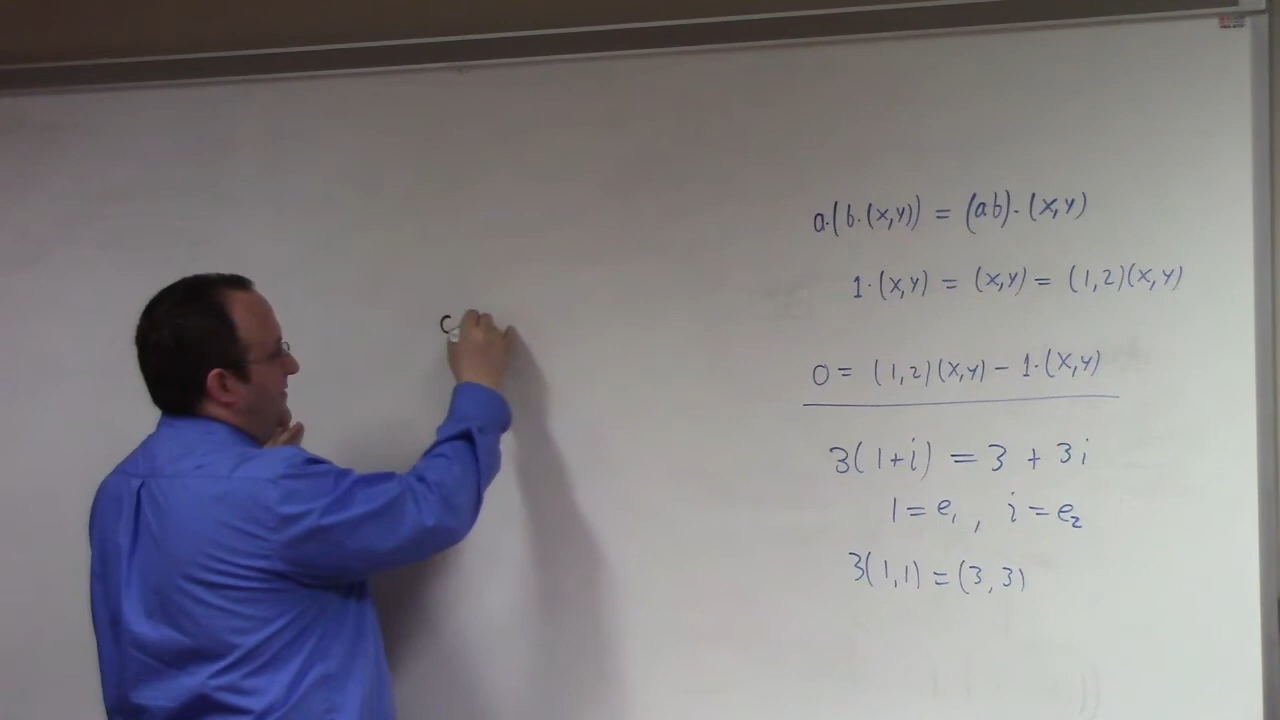 a·(b·(x,y)) = (ab)·(x,y)
1·(x,y) = (x,y) = (1,2)(x,y)
0 = (1,2)(x,y) - 1·(x,y)
3(1+i) = 3 + 3i
1 = e₁ , i = e₂
3(1,1) = (3,3)
c